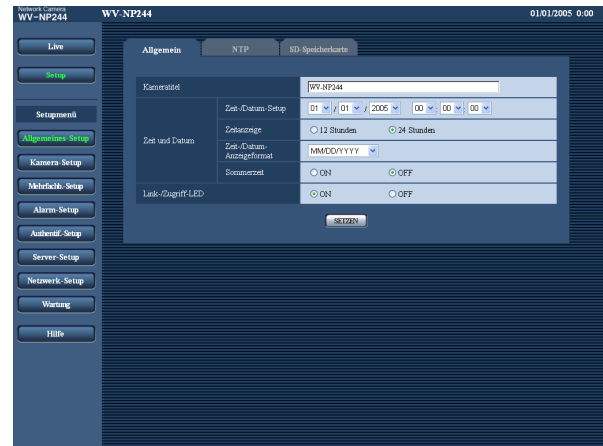 Network Camera
WV-NP244
WV-NP244
01/01/2005 0:00
Live
Setup
Setupmenü
Allgemeines-Setup
Kamera-Setup
Mehrfachb.-Setup
Alarm-Setup
Authentif.-Setup
Server-Setup
Netzwerk-Setup
Wartung
Hilfe
Allgemein NTP SD-Speicherkarte
Kameratitel WV-NP244
Zeit und Datum
Zeit-/Datum-Setup 01 / 01 / 2005 00 : 00 : 00
Zeitanzeige 12 Stunden 24 Stunden
Zeit-/Datum-
Anzeigeformat MM/DD/YYYY
Sommerzeit ON OFF
Link-/Zugriff-LED ON OFF
SETZEN